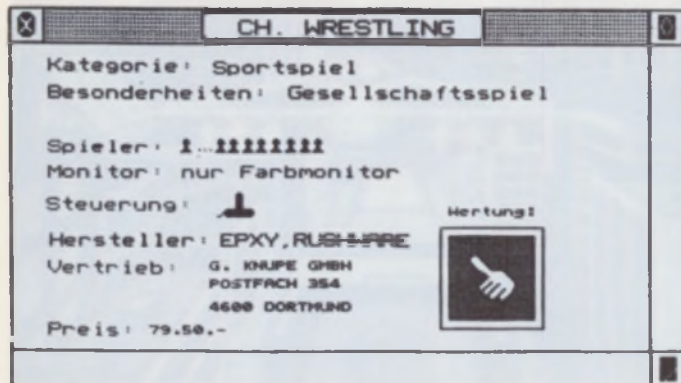 CH. WRESTLING
Kategorie: Sportspiel
Besonderheiten: Gesellschaftsspiel
Spieler:
Monitor: nur Farbmonitor
Steuerung:
Wertung:
Hersteller: EPXY, RUSHWARE
Vertrieb: G. KNUPE GMBH
POSTFACH 354
4600 DORTMUND
Preis: 79.50.-